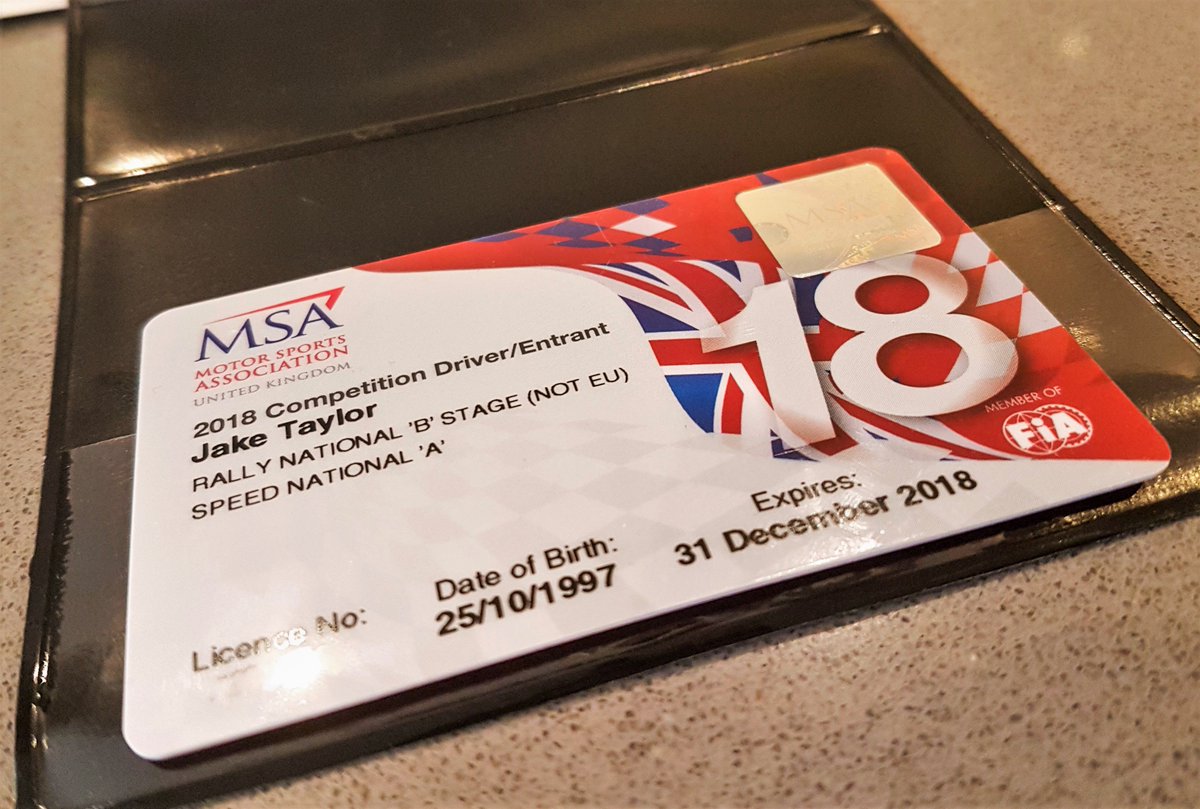 MSA
MOTOR SPORTS
ASSOCIATION
UNITED KINGDOM
2018 Competition Driver/Entrant
Jake Taylor
RALLY NATIONAL 'B' STAGE (NOT EU)
SPEED NATIONAL 'A'
Licence No:
Date of Birth:
25/10/1997
Expires:
31 December 2018
MSA
18
MEMBER OF
FiA